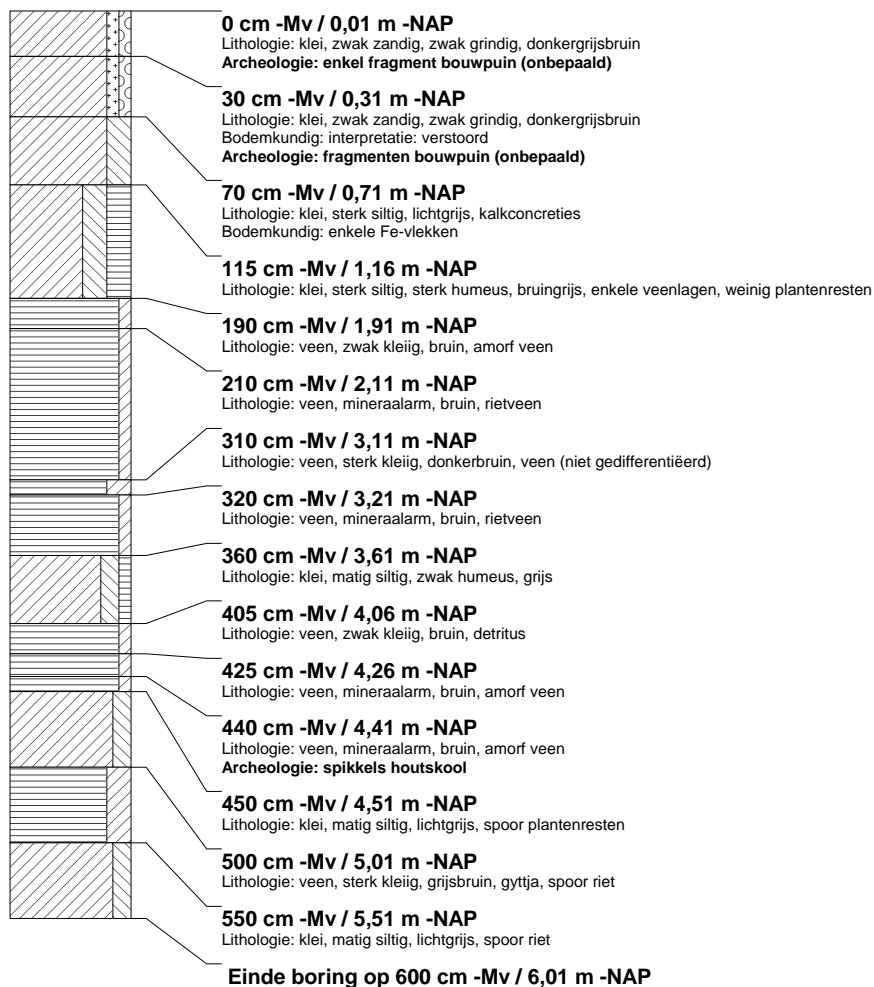 0 cm -Mv / 0,01 m -NAP
Lithologie: klei, zwak zandig, zwak grindig, donkergrijsbruin
Archeologie: enkel fragment bouwpuin (onbepaald)
30 cm -Mv / 0,31 m -NAP
Lithologie: klei, zwak zandig, zwak grindig, donkergrijsbruin
Bodemkundig: interpretatie: verstoord
Archeologie: fragmenten bouwpuin (onbepaald)
70 cm -Mv / 0,71 m -NAP
Lithologie: klei, sterk siltig, lichtgrijs, kalkconcreties
Bodemkundig: enkele Fe-vlekken
115 cm -Mv / 1,16 m -NAP
Lithologie: klei, sterk siltig, sterk humeus, bruingrijs, enkele veenlagen, weinig plantenresten
190 cm -Mv / 1,91 m -NAP
Lithologie: veen, zwak kleiig, bruin, amorf veen
210 cm -Mv / 2,11 m -NAP
Lithologie: veen, mineraalarm, bruin, rietveen
310 cm -Mv / 3,11 m -NAP
Lithologie: veen, sterk kleiig, donkerbruin, veen (niet gedifferentiëerd)
320 cm -Mv / 3,21 m -NAP
Lithologie: veen, mineraalarm, bruin, rietveen
360 cm -Mv / 3,61 m -NAP
Lithologie: klei, matig siltig, zwak humeus, grijs
405 cm -Mv / 4,06 m -NAP
Lithologie: veen, zwak kleiig, bruin, detritus
425 cm -Mv / 4,26 m -NAP
Lithologie: veen, mineraalarm, bruin, amorf veen
440 cm -Mv / 4,41 m -NAP
Lithologie: veen, mineraalarm, bruin, amorf veen
Archeologie: spikkels houtskool
450 cm -Mv / 4,51 m -NAP
Lithologie: klei, matig siltig, lichtgrijs, spoor plantenresten
500 cm -Mv / 5,01 m -NAP
Lithologie: veen, sterk kleiig, grijsbruin, gyttja, spoor riet
550 cm -Mv / 5,51 m -NAP
Lithologie: klei, matig siltig, lichtgrijs, spoor riet
Einde boring op 600 cm -Mv / 6,01 m -NAP